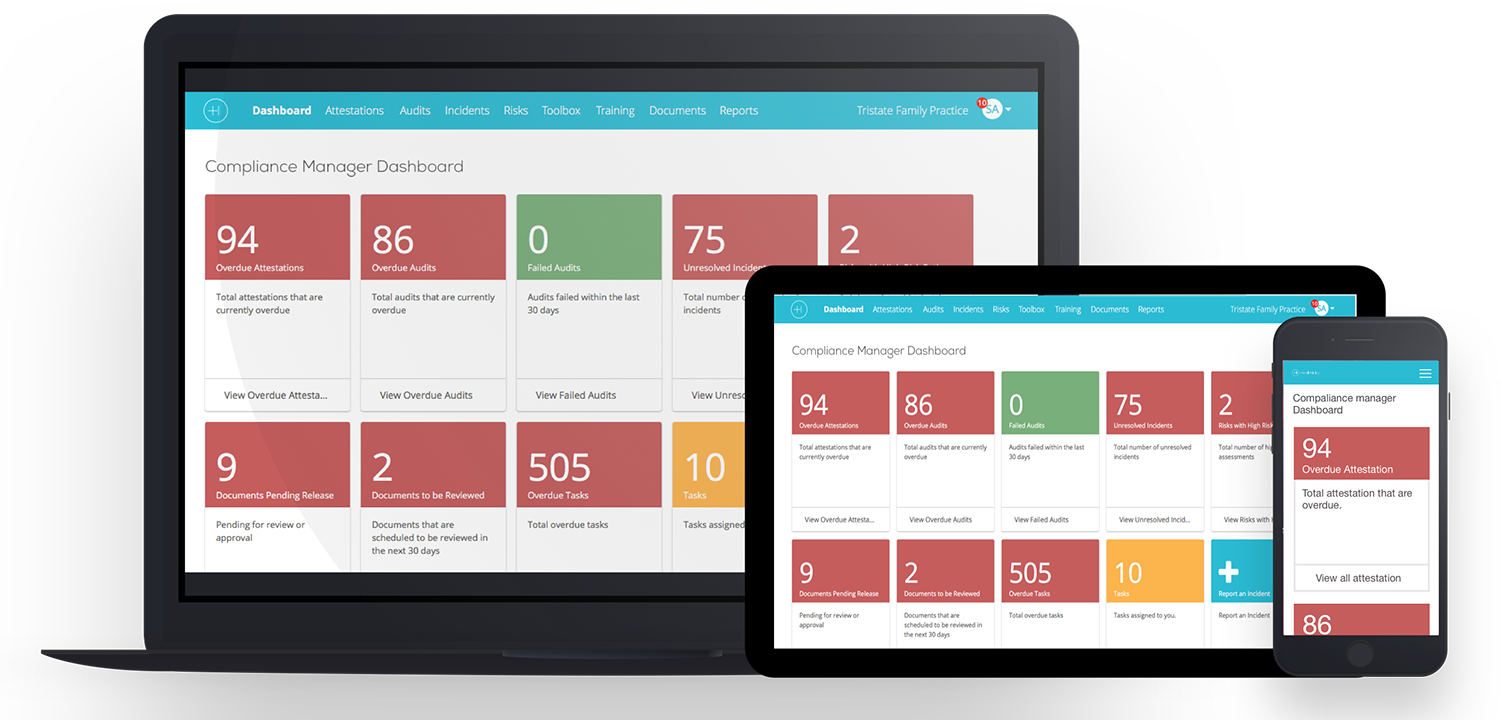 Dashboard Attestations Audits Incidents Risks Toolbox Training Documents Reports Tristate Family Practice 10 SA
Compliance Manager Dashboard
94 86 0 75 2
Overdue Attestations Overdue Audits Failed Audits Unresolved Inciden
Total attestations that are Total audits that are currently Audits failed within the last Total number
currently overdue overdue 30 days incidents
View Overdue Attesta... View Overdue Audits View Failed Audits View Unres
9 2 505 10
Documents Pending Release Documents to be Reviewed Overdue Tasks Tasks
Pending for review or Documents that are Total overdue tasks Tasks assigned
approval scheduled to be reviewed in
the next 30 days
Dashboard Attestations Audits Incidents Risks Toolbox Training Documents Reports Tristate Family Practice 10 SA
Compliance Manager Dashboard
94 86 0 75 2
Overdue Attestations Overdue Audits Failed Audits Unresolved Incidents Risks with High Risk
Total attestations that are Total audits that are currently Audits failed within the last Total number of unresolved Total number of hi
currently overdue overdue 30 days incidents assessments
View Overdue Attesta... View Overdue Audits View Failed Audits View Unresolved Incid... View Risks with H
9 2 505 10
Documents Pending Release Documents to be Reviewed Overdue Tasks Tasks Report an Incident
Pending for review or Documents that are Total overdue tasks Tasks assigned to you. Report an Incident
approval scheduled to be reviewed in
the next 30 days
Compaliance manager
Dashboard
94
Overdue Attestation
Total attestation that are
overdue.
View all attestation
86